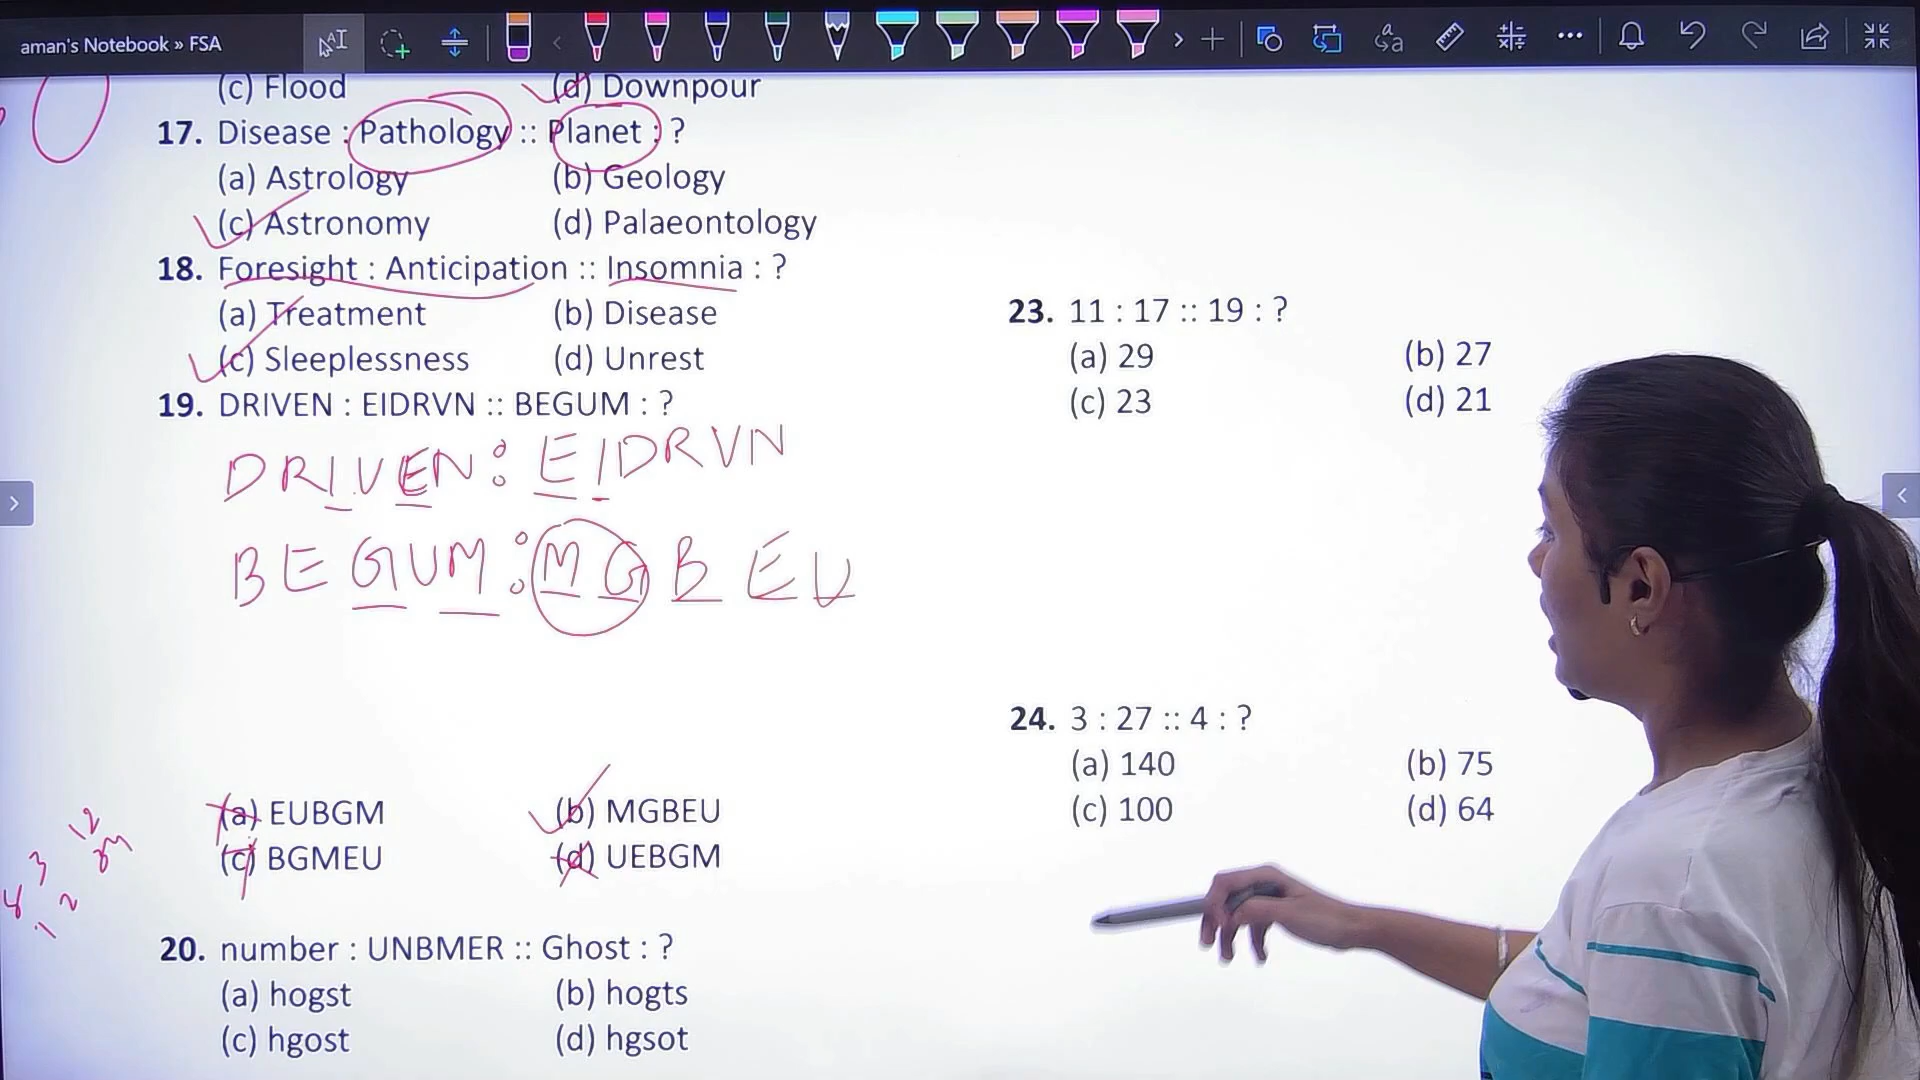 aman's Notebook » FSA
(c) Flood (d) Downpour
17. Disease : Pathology :: Planet : ?
(a) Astrology (b) Geology
(c) Astronomy (d) Palaeontology
18. Foresight : Anticipation :: Insomnia : ?
(a) Treatment (b) Disease
(c) Sleeplessness (d) Unrest
19. DRIVEN : EIDRVN :: BEGUM : ?
DRIVEN : EIDRVN
BEGUM : MGBEU
(a) EUBGM (b) MGBEU
(c) BGMEU (d) UEBGM
20. number : UNBMER :: Ghost : ?
(a) hogst (b) hogts
(c) hgost (d) hgsot
23. 11 : 17 :: 19 : ?
(a) 29 (b) 27
(c) 23 (d) 21
24. 3 : 27 :: 4 : ?
(a) 140 (b) 75
(c) 100 (d) 64